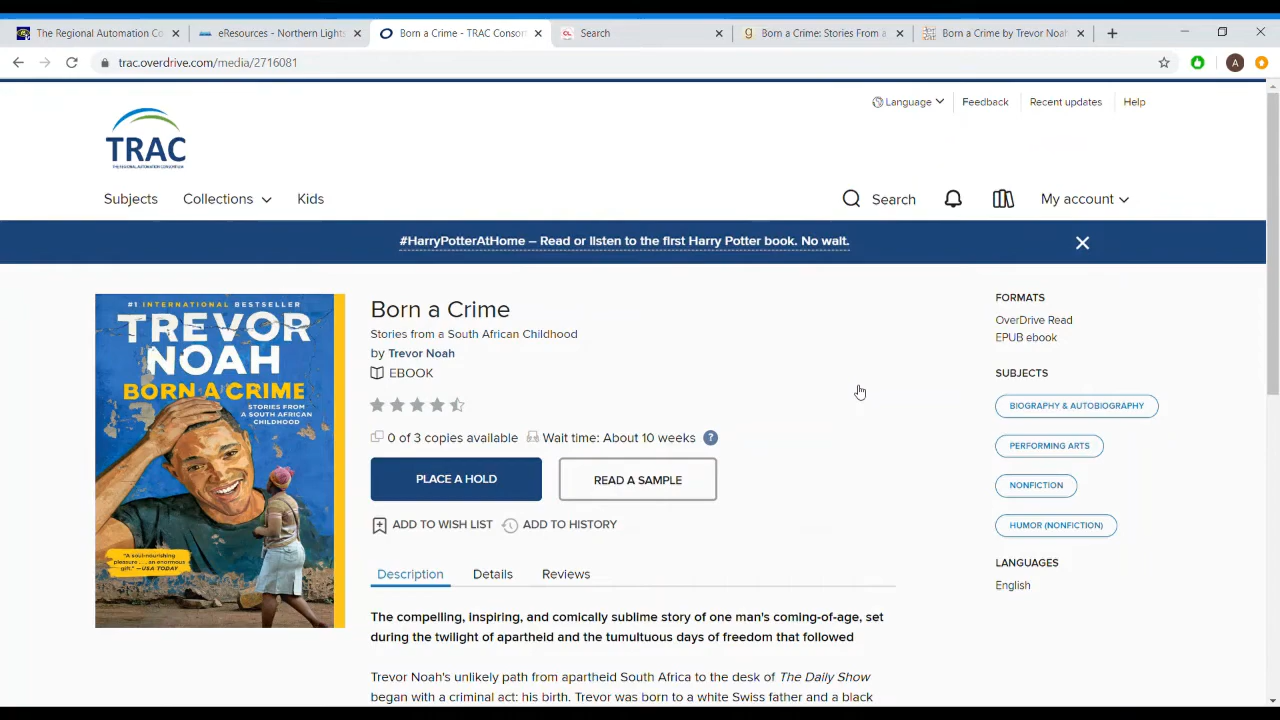 The Regional Automation Co
eResources - Northern Lights
Born a Crime - TRAC Consor
CL
Search
g
Born a Crime: Stories From a
Born a Crime by Trevor Noah
trac.overdrive.com/media/2716081
A
Language
Feedback
Recent updates
Help
TRAC
THE REGIONAL AUTOMATION CONSORTIUM
Subjects
Collections
Kids
Search
My account
#HarryPotterAtHome – Read or listen to the first Harry Potter book. No wait.
#1 INTERNATIONAL BESTSELLER
TREVOR
NOAH
BORN A CRIME
STORIES FROM
A SOUTH AFRICAN
CHILDHOOD
"A soul-nourishing
pleasure . . . an enormous
gift." —USA TODAY
Born a Crime
Stories from a South African Childhood
by Trevor Noah
EBOOK
0 of 3 copies available
Wait time: About 10 weeks
?
PLACE A HOLD
READ A SAMPLE
ADD TO WISH LIST
ADD TO HISTORY
Description
Details
Reviews
The compelling, inspiring, and comically sublime story of one man's coming-of-age, set
during the twilight of apartheid and the tumultuous days of freedom that followed
Trevor Noah's unlikely path from apartheid South Africa to the desk of The Daily Show
began with a criminal act: his birth. Trevor was born to a white Swiss father and a black
FORMATS
OverDrive Read
EPUB ebook
SUBJECTS
BIOGRAPHY & AUTOBIOGRAPHY
PERFORMING ARTS
NONFICTION
HUMOR (NONFICTION)
LANGUAGES
English